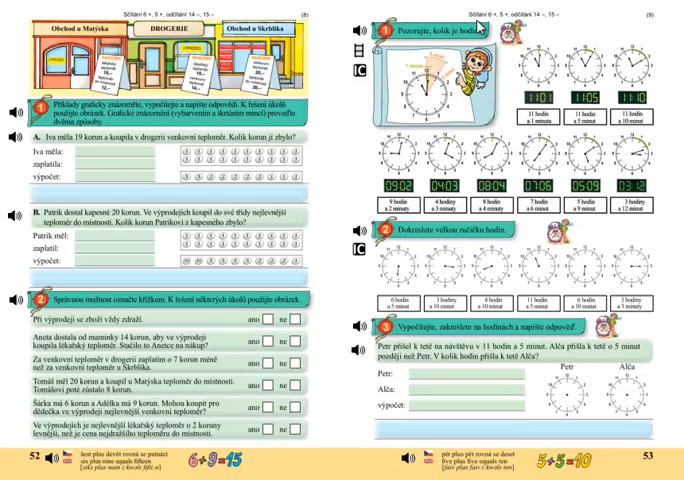 Sčítání 6 +, 5 +, odčítání 14 –, 15 –
(8)
Obchod u Matýska
DROGERIE
Obchod u Skrblíka
1 Příklady graficky znázorněte, vypočítejte a napište odpovědi. K řešení úkolů
použijte obrázek. Grafické znázornění (vybarvením a škrtáním mincí) proveďte
dvěma způsoby.
A. Iva měla 19 korun a koupila v drogerii venkovní teploměr. Kolik korun jí zbylo?
Iva měla:
zaplatila:
výpočet:
B. Patrik dostal kapesné 20 korun. Ve výprodejích koupil do své třídy nejlevnější
teploměr do místnosti. Kolik korun Patrikovi z kapesného zbylo?
Patrik měl:
zaplatil:
výpočet:
2 Správnou možnost označte křížkem. K řešení některých úkolů použijte obrázek.
Při výprodeji se zboží vždy zdraží. ano ne
Aneta dostala od maminky 14 korun, aby ve výprodeji
koupila lékařský teploměr. Stačilo to Anetce na nákup? ano ne
Za venkovní teploměr v drogerii zaplatím o 7 korun méně
než za venkovní teploměr u Skrblíka. ano ne
Tomáš měl 20 korun a koupil u Matýska teploměr do místnosti.
Tomášovi poté zůstalo 8 korun. ano ne
Šárka má 6 korun a Adélka má 9 korun. Mohou koupit pro
dědečka ve výprodeji nejlevnější venkovní teploměr? ano ne
Ve výprodejích je nejlevnější lékařský teploměr o 2 koruny
levnější, než je cena nejdražšího teploměru do místnosti. ano ne
52
šest plus devět rovná se patnáct
six plus nine equals fifteen
[siks plas nain i:kwols fifti:n]
6+9=15
Sčítání 6 +, 5 +, odčítání 14 –, 15 –
(9)
1 Pozorujte, kolik je hodin.
11:01 11:05 11:10
11 hodin 11 hodin 11 hodin
a 1 minuta a 5 minut a 10 minut
09:02 04:03 08:04 07:06 05:09 03:12
9 hodin 4 hodiny 8 hodin 7 hodin 5 hodin 3 hodiny
a 2 minuty a 3 minuty a 4 minuty a 6 minut a 9 minut a 12 minut
2 Dokreslete velkou ručičku hodin.
6 hodin 3 hodiny 8 hodin 11 hodin 6 hodin 3 hodiny
a 5 minut a 10 minut a 10 minut a 5 minut a 10 minut a 3 minuty
3 Vypočítejte, zakreslete na hodinách a napište odpověď.
Petr přišel k tetě na návštěvu v 11 hodin a 5 minut. Alča přišla k tetě o 5 minut
později než Petr. V kolik hodin přišla k tetě Alča?
Petr Alča
Petr:
Alča:
výpočet:
pět plus pět rovná se deset
five plus five equals ten
[faiv plas faiv i:kwols ten]
5+5=10
53